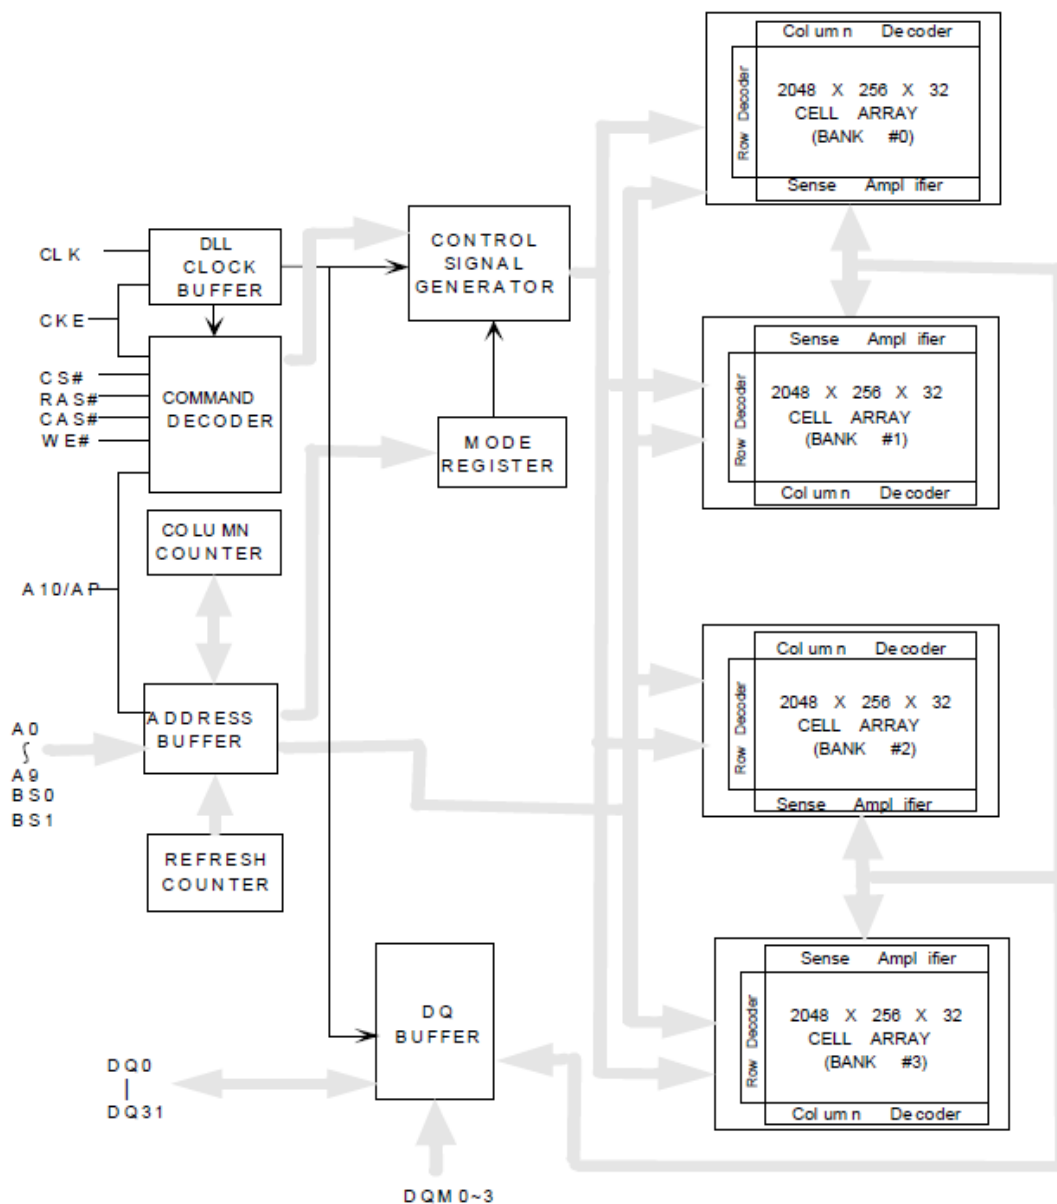 Column Decoder
Row Decoder
2048 X 256 X 32
CELL ARRAY
(BANK #0)
Sense Amplifier
CLK
DLL
CLOCK
BUFFER
CONTROL
SIGNAL
GENERATOR
CKE
Sense Amplifier
Row Decoder
2048 X 256 X 32
CELL ARRAY
(BANK #1)
Column Decoder
CS#
RAS#
CAS#
WE#
COMMAND
DECODER
MODE
REGISTER
COLUMN
COUNTER
A10/AP
Column Decoder
Row Decoder
2048 X 256 X 32
CELL ARRAY
(BANK #2)
Sense Amplifier
ADDRESS
BUFFER
A0
A9
BS0
BS1
REFRESH
COUNTER
Sense Amplifier
Row Decoder
2048 X 256 X 32
CELL ARRAY
(BANK #3)
Column Decoder
DQ
BUFFER
DQ0
DQ31
DQM0~3